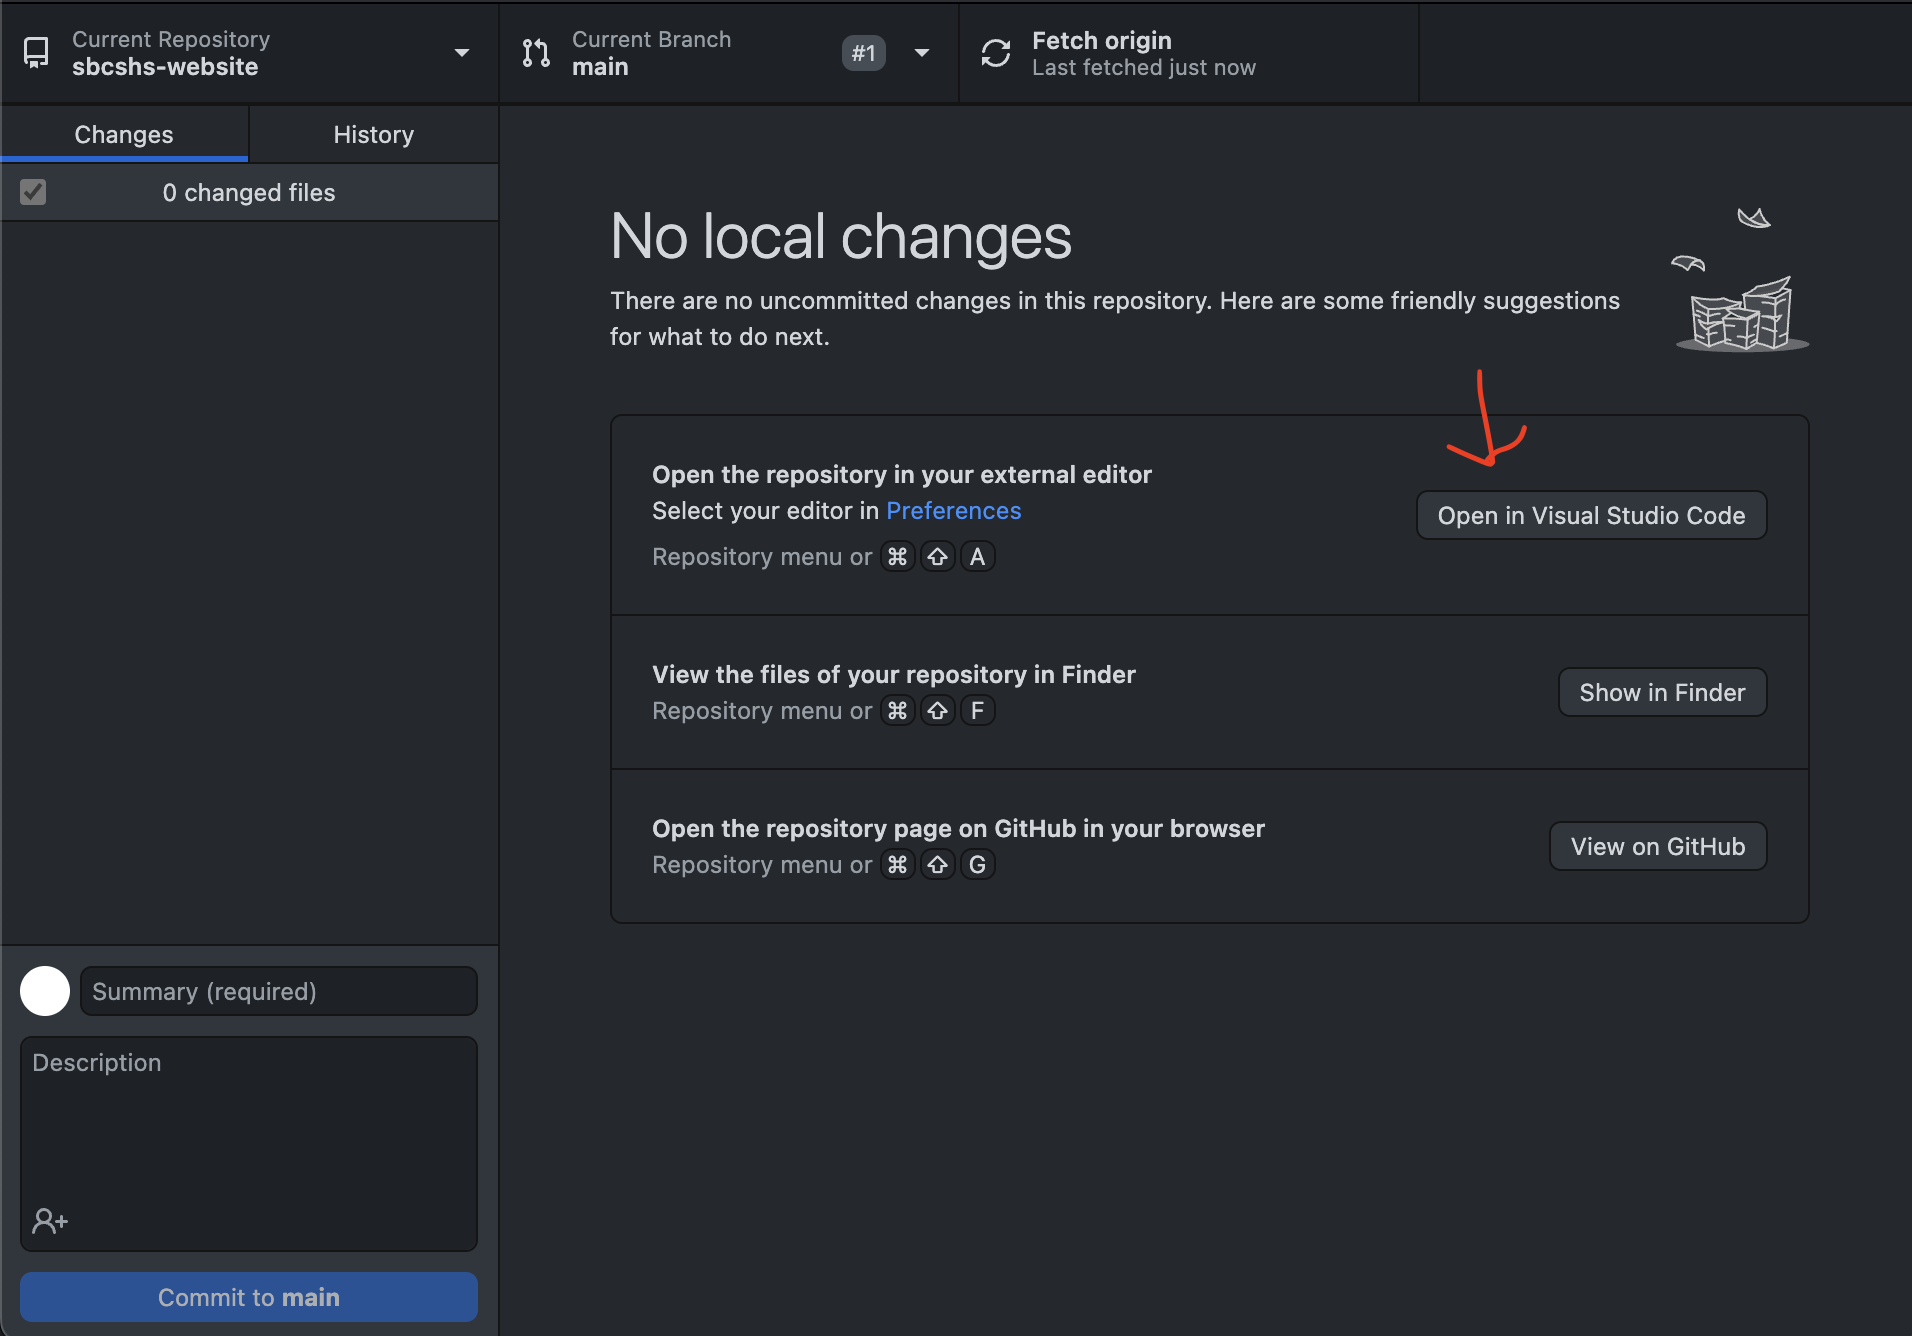 Current Repository
sbcshs-website
Current Branch
main
#1
Fetch origin
Last fetched just now
Changes
History
0 changed files
No local changes
There are no uncommitted changes in this repository. Here are some friendly suggestions
for what to do next.
Open the repository in your external editor
Select your editor in Preferences
Repository menu or ⌘ ⇧ A
Open in Visual Studio Code
View the files of your repository in Finder
Repository menu or ⌘ ⇧ F
Show in Finder
Open the repository page on GitHub in your browser
Repository menu or ⌘ ⇧ G
View on GitHub
Summary (required)
Description
Commit to main